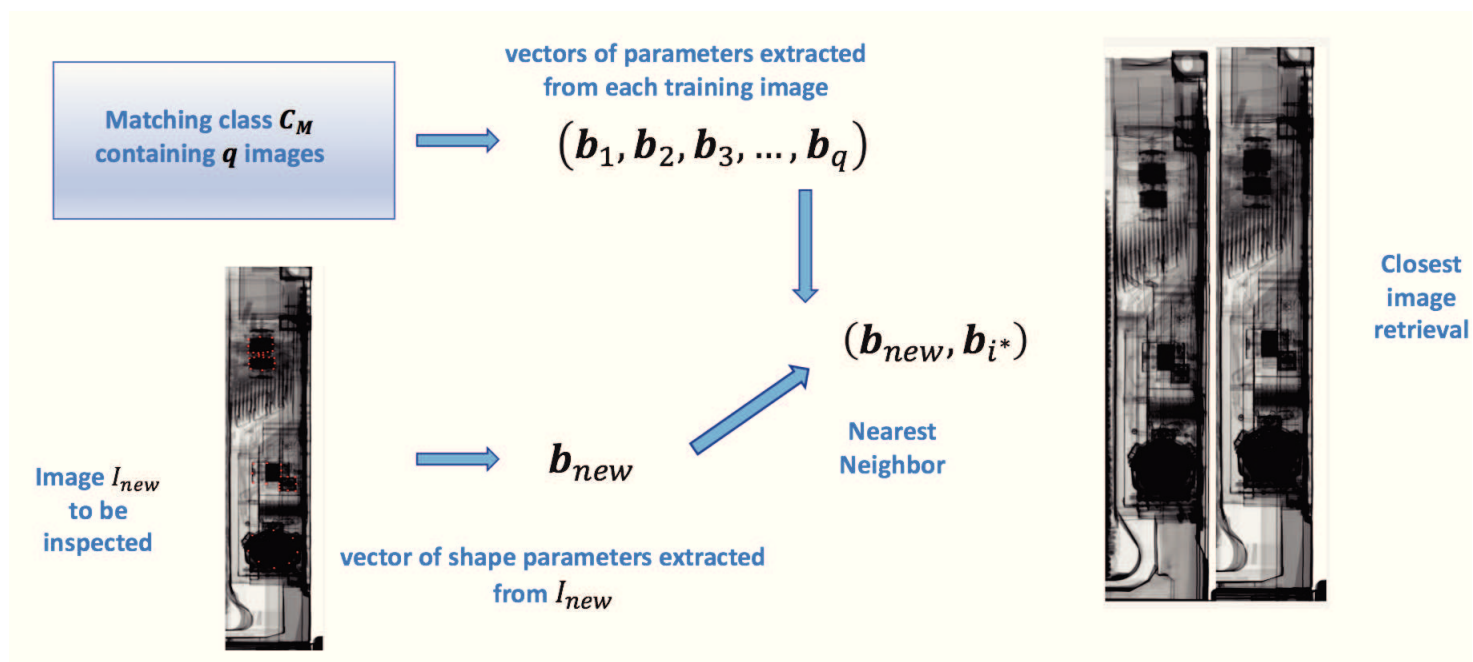 vectors of parameters extracted
from each training image
Matching class C_M
containing q images
(b_1, b_2, b_3, ..., b_q)
Closest
image
retrieval
(b_new, b_i*)
Nearest
Neighbor
b_new
Image I_new
to be
inspected
vector of shape parameters extracted
from I_new